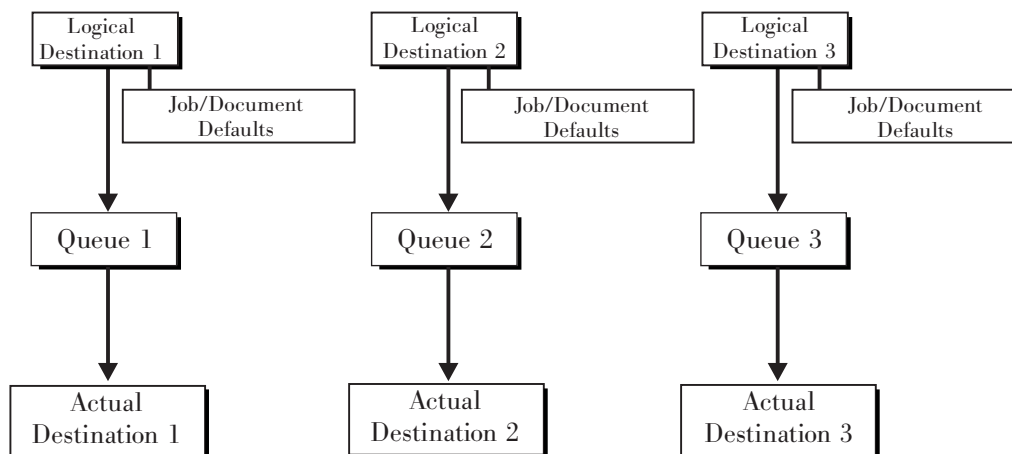 Logical
Destination 1
Logical
Destination 2
Logical
Destination 3
Job/Document
Defaults
Job/Document
Defaults
Job/Document
Defaults
Queue 1
Queue 2
Queue 3
Actual
Destination 1
Actual
Destination 2
Actual
Destination 3